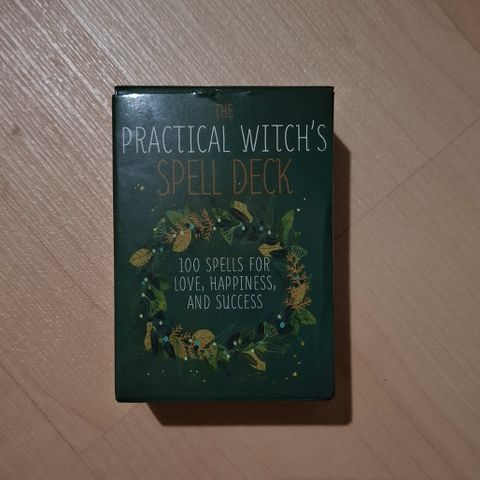 THE
PRACTICAL WITCH'S
SPELL DECK
100 SPELLS FOR
LOVE, HAPPINESS,
AND SUCCESS